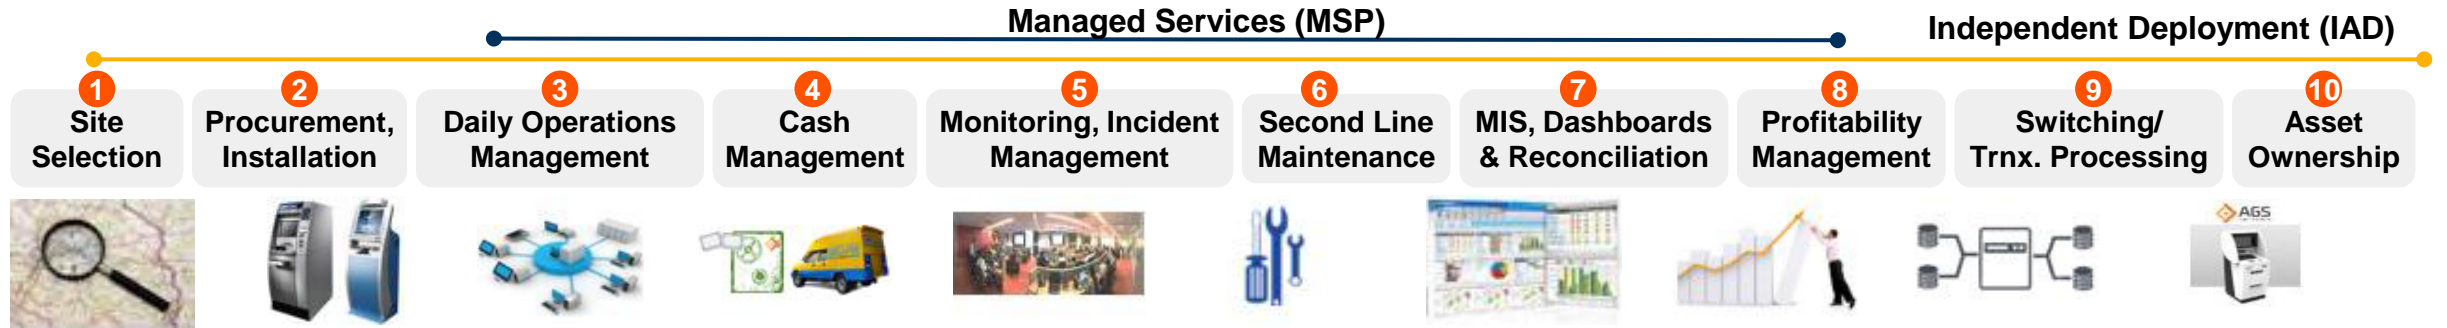 Managed Services (MSP)
Independent Deployment (IAD)
1
Site
Selection
2
Procurement,
Installation
3
Daily Operations
Management
4
Cash
Management
5
Monitoring, Incident
Management
6
Second Line
Maintenance
7
MIS, Dashboards
& Reconciliation
8
Profitability
Management
9
Switching/
Trnx. Processing
10
Asset
Ownership
AGS